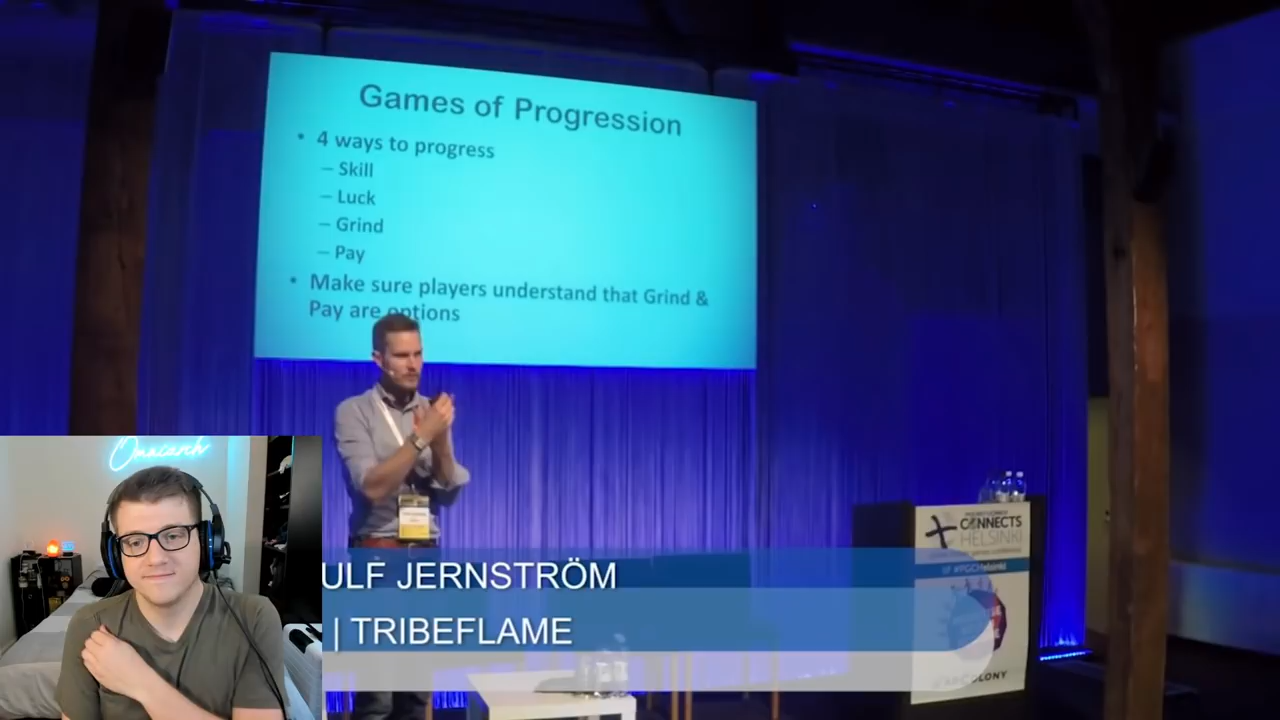 Games of Progression
• 4 ways to progress
– Skill
– Luck
– Grind
– Pay
• Make sure players understand that Grind &
Pay are options
CONNECTS
HELSINKI
#PGCHelsinki
ULF JERNSTRÖM
| TRIBEFLAME